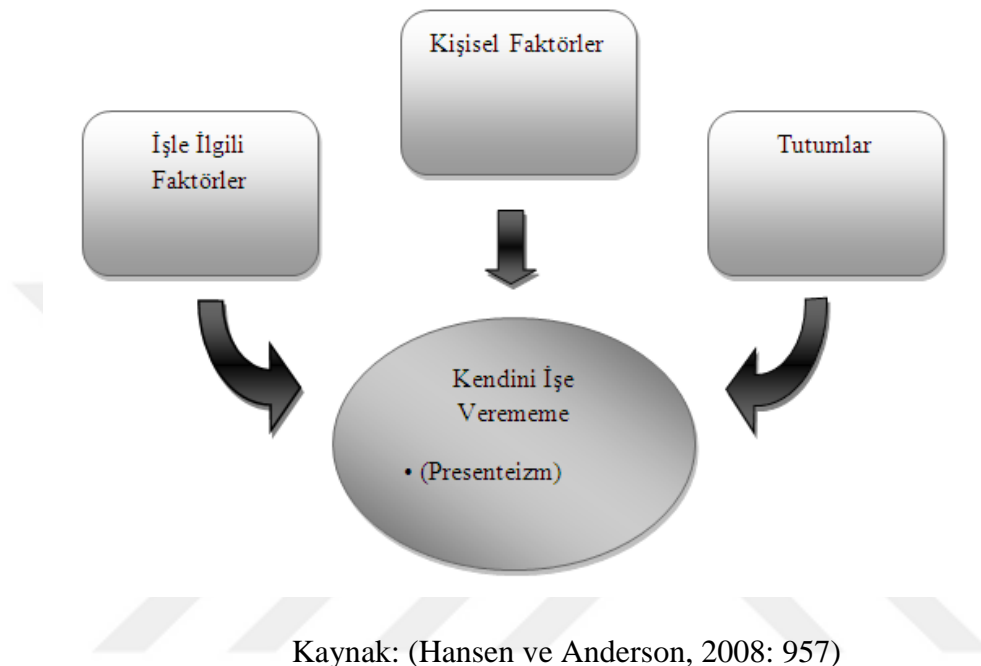 Kişisel Faktörler
İşle İlgili
Faktörler
Tutumlar
Kendini İşe
Verememe
• (Presenteizm)
Kaynak: (Hansen ve Anderson, 2008: 957)